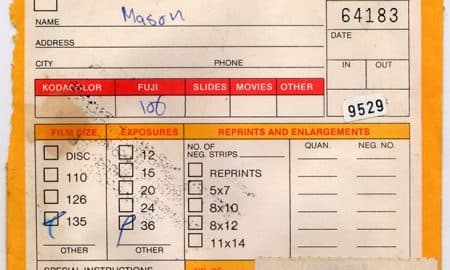 NAME Mason 64183
ADDRESS DATE
CITY PHONE IN OUT
KODACOLOR FUJI SLIDES MOVIES OTHER
100
9529
FILM SIZE EXPOSURES REPRINTS AND ENLARGEMENTS
DISC 12 NO. OF NEG. STRIPS QUAN. NEG. NO.
110 15 REPRINTS
126 20 5x7
24 8x10
135 36 8x12
11x14
OTHER OTHER
SPECIAL INSTRUCTIONS